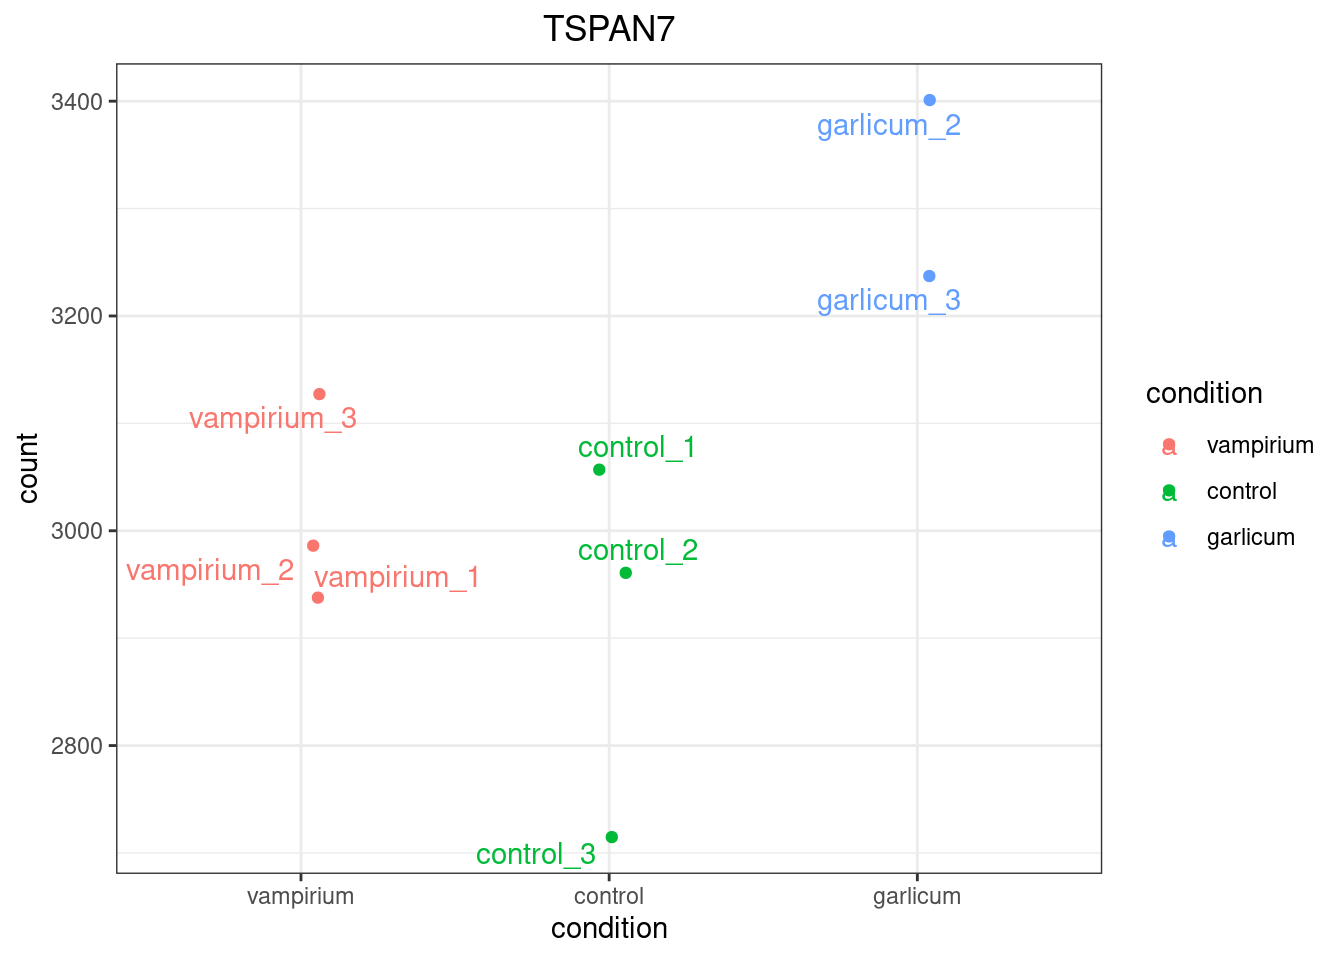 TSPAN7
3400
3200
3000
2800
count
garlicum_2
garlicum_3
vampirium_3
control_1
control_2
vampirium_2
vampirium_1
control_3
vampirium
control
garlicum
condition
condition
a vampirium
a control
a garlicum